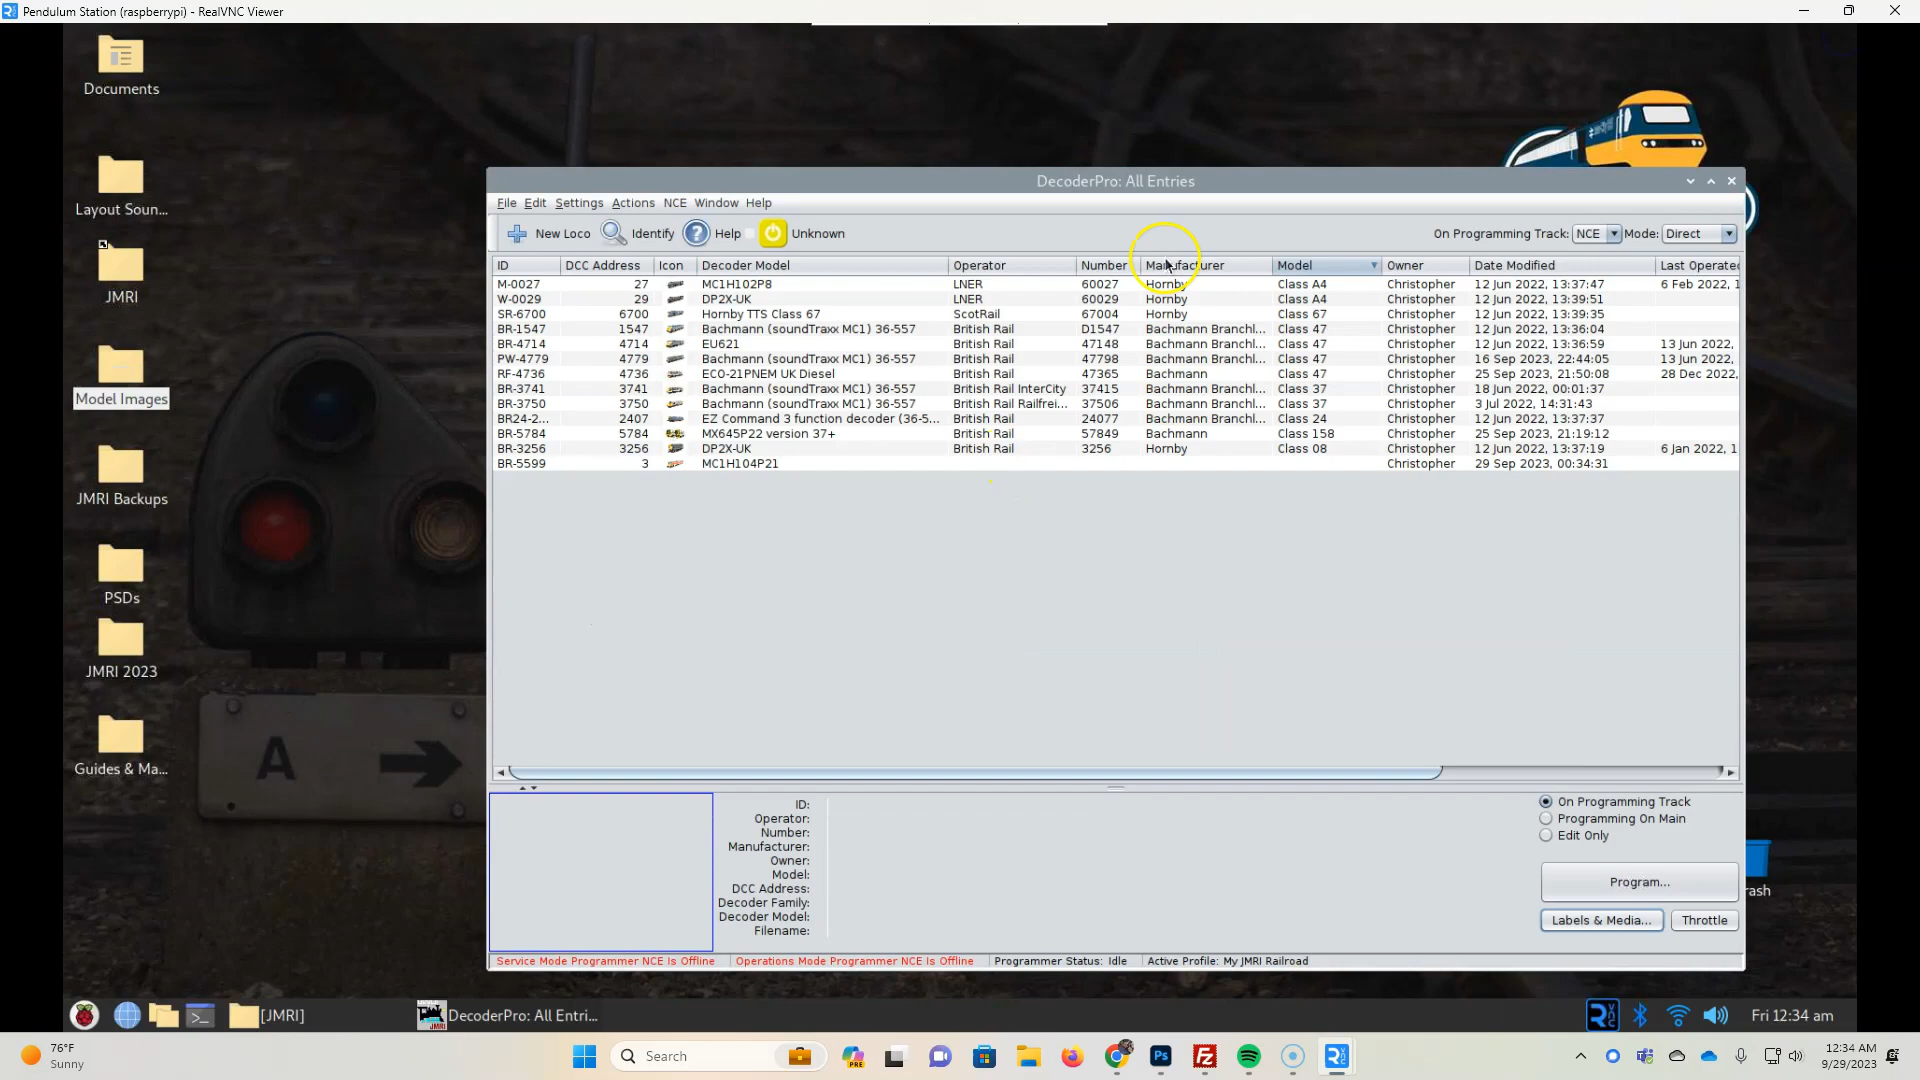 Pendulum Station (raspberrypi) - RealVNC Viewer
Documents
Layout Soun...
JMRI
Model Images
JMRI Backups
PSDs
JMRI 2023
Guides & Ma...
A
DecoderPro: All Entries
File Edit Settings Actions NCE Window Help
New Loco Identify Help Unknown On Programming Track: NCE Mode: Direct
ID DCC Address Icon Decoder Model Operator Number Manufacturer Model Owner Date Modified Last Operated
M-0027 27 MC1H102P8 LNER 60027 Hornby Class A4 Christopher 12 Jun 2022, 13:37:47 6 Feb 2022, 1
W-0029 29 DP2X-UK LNER 60029 Hornby Class A4 Christopher 12 Jun 2022, 13:39:51
SR-6700 6700 Hornby TTS Class 67 ScotRail 67004 Hornby Class 67 Christopher 12 Jun 2022, 13:39:35
BR-1547 1547 Bachmann (soundTraxx MC1) 36-557 British Rail D1547 Bachmann Branchl... Class 47 Christopher 12 Jun 2022, 13:36:04
BR-4714 4714 EU621 British Rail 47148 Bachmann Branchl... Class 47 Christopher 12 Jun 2022, 13:36:59 13 Jun 2022,
PW-4779 4779 Bachmann (soundTraxx MC1) 36-557 British Rail 47798 Bachmann Branchl... Class 47 Christopher 16 Sep 2023, 22:44:05 13 Jun 2022,
RF-4736 4736 ECO-21PNEM UK Diesel British Rail 47365 Bachmann Class 47 Christopher 25 Sep 2023, 21:50:08 28 Dec 2022,
BR-3741 3741 Bachmann (soundTraxx MC1) 36-557 British Rail InterCity 37415 Bachmann Branchl... Class 37 Christopher 18 Jun 2022, 00:01:37
BR-3750 3750 Bachmann (soundTraxx MC1) 36-557 British Rail Railfrei... 37506 Bachmann Branchl... Class 37 Christopher 3 Jul 2022, 14:31:43
BR24-2... 2407 EZ Command 3 function decoder (36-5... British Rail 24077 Bachmann Branchl... Class 24 Christopher 12 Jun 2022, 13:37:37
BR-5784 5784 MX645P22 version 37+ British Rail 57849 Bachmann Class 158 Christopher 25 Sep 2023, 21:19:12
BR-3256 3256 DP2X-UK British Rail 3256 Hornby Class 08 Christopher 12 Jun 2022, 13:37:19 6 Jan 2022, 1
BR-5599 3 MC1H104P21 Christopher 29 Sep 2023, 00:34:31
ID:
Operator:
Number:
Manufacturer:
Owner:
Model:
DCC Address:
Decoder Family:
Decoder Model:
Filename:
On Programming Track
Programming On Main
Edit Only
Program...
Labels & Media... Throttle
Service Mode Programmer NCE Is Offline Operations Mode Programmer NCE Is Offline Programmer Status: Idle Active Profile: My JMRI Railroad
rash
[JMRI] DecoderPro: All Entri... Fri 12:34 am
76°F
Sunny
Search
12:34 AM
9/29/2023